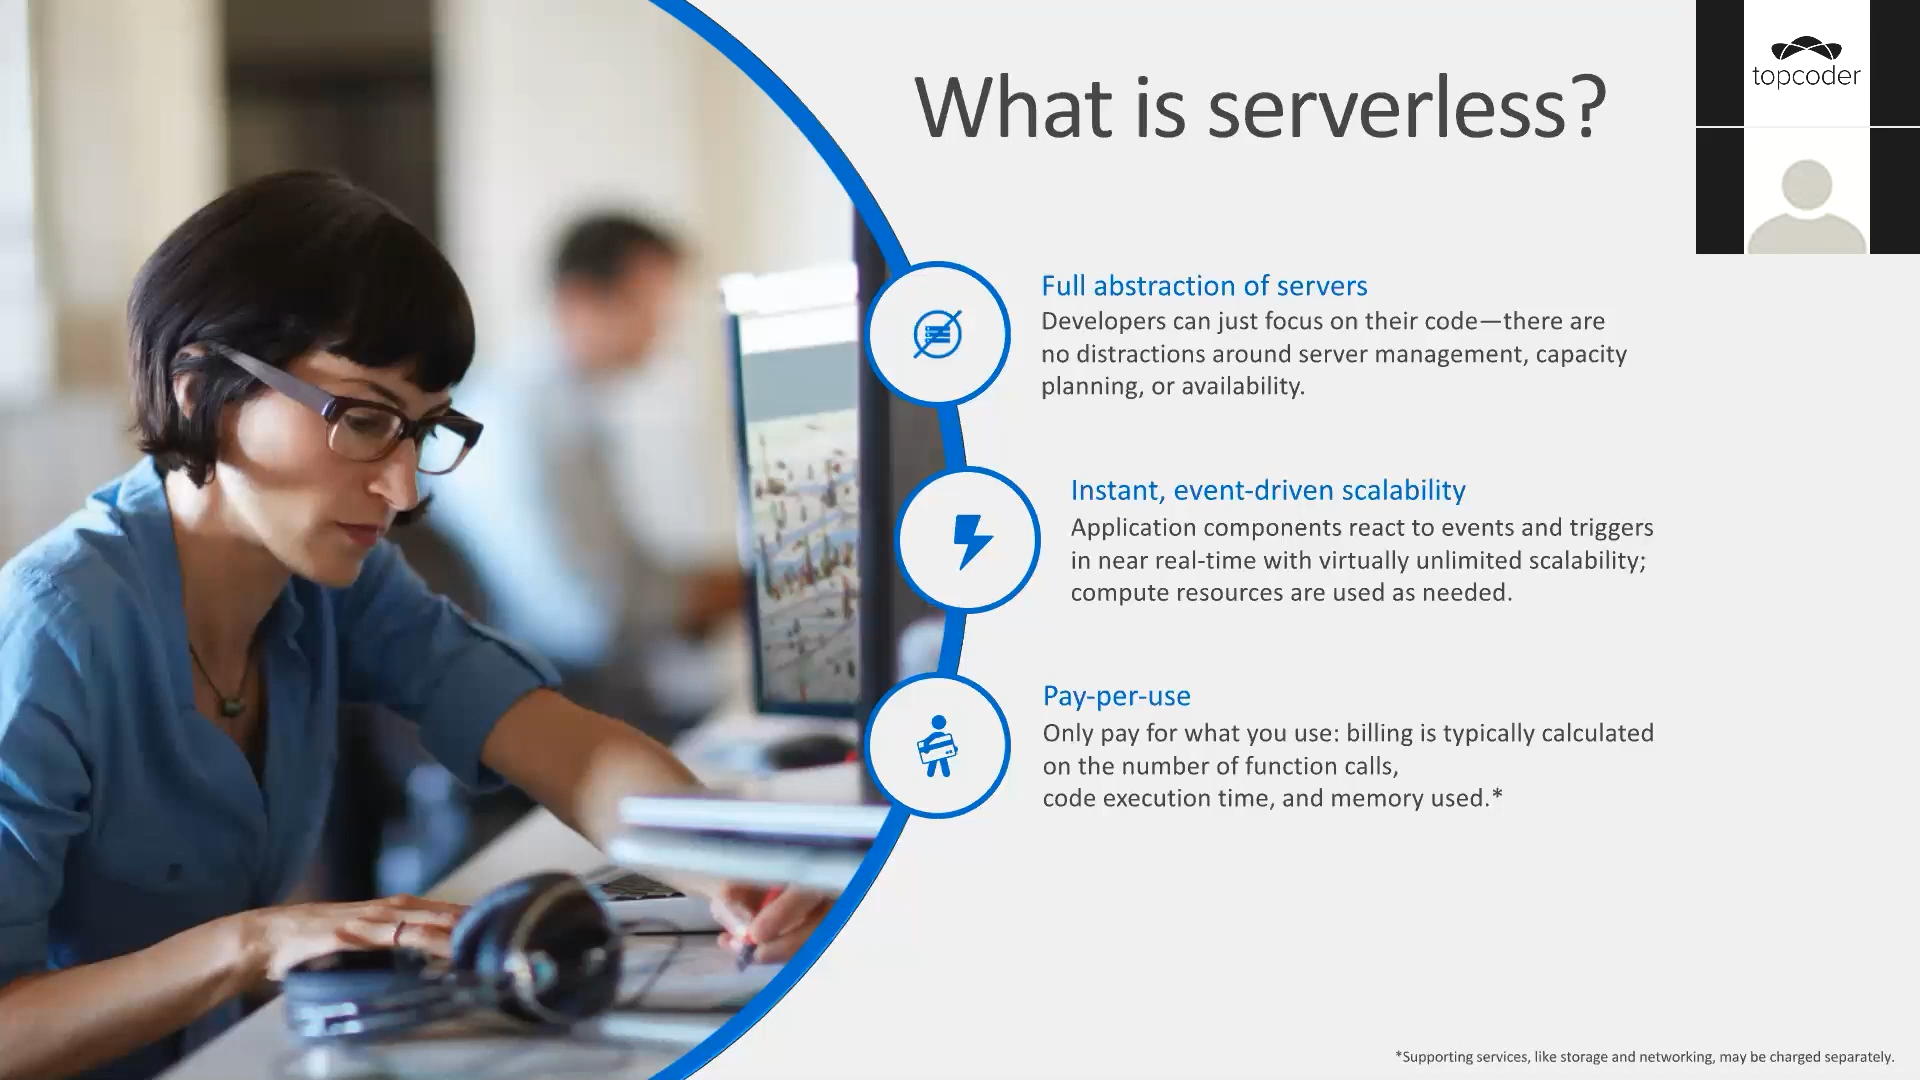 What is serverless?
topcoder
Full abstraction of servers
Developers can just focus on their code—there are
no distractions around server management, capacity
planning, or availability.
Instant, event-driven scalability
Application components react to events and triggers
in near real-time with virtually unlimited scalability;
compute resources are used as needed.
Pay-per-use
Only pay for what you use: billing is typically calculated
on the number of function calls,
code execution time, and memory used.*
*Supporting services, like storage and networking, may be charged separately.